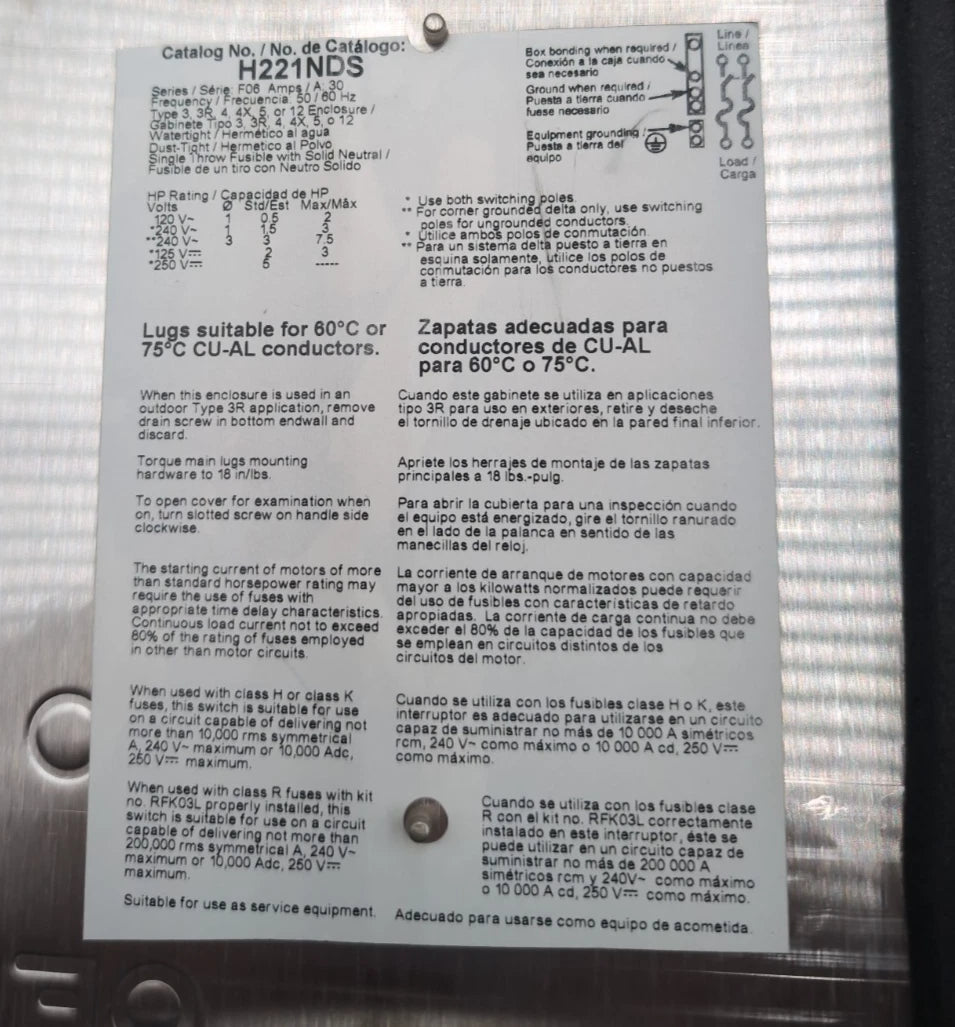 Catalog No. / No. de Catálogo:
H221NDS
Series / Série: F06 Amps / A: 30
Frequency / Frecuencia: 50 / 60 Hz
Type 3, 3R, 4, 4X, 5, or 12 Enclosure /
Gabinete Tipo 3, 3R, 4, 4X, 5, o 12
Watertight / Hermético al agua
Dust-Tight / Hermetico al Polvo
Single Throw Fusible with Solid Neutral /
Fusible de un tiro con Neutro Solido
Box bonding when required /
Conexión a la caja cuando
sea necesario
Ground when required /
Puesta a tierra cuando
fuese necesario
Equipment grounding /
Puesta a tierra del
equipo
Line /
Linea
Load /
Carga
HP Rating / Capacidad de HP
Volts Ø Std/Est Max/Máx
120 V~ 1 0.5 2
*240 V~ 1 1.5 3
**240 V~ 3 3 7.5
*125 V⎓ 2 3
*250 V⎓ 5 -----
* Use both switching poles.
** For corner grounded delta only, use switching
poles for ungrounded conductors.
* Utilice ambos polos de conmutación.
** Para un sistema delta puesto a tierra en
esquina solamente, utilice los polos de
conmutación para los conductores no puestos
a tierra.
Lugs suitable for 60°C or
75°C CU-AL conductors.
Zapatas adecuadas para
conductores de CU-AL
para 60°C o 75°C.
When this enclosure is used in an
outdoor Type 3R application, remove
drain screw in bottom endwall and
discard.
Cuando este gabinete se utiliza en aplicaciones
tipo 3R para uso en exteriores, retire y deseche
el tornillo de drenaje ubicado en la pared final inferior.
Torque main lugs mounting
hardware to 18 in/lbs.
Apriete los herrajes de montaje de las zapatas
principales a 18 lbs.-pulg.
To open cover for examination when
on, turn slotted screw on handle side
clockwise.
Para abrir la cubierta para una inspección cuando
el equipo está energizado, gire el tornillo ranurado
en el lado de la palanca en sentido de las
manecillas del reloj.
The starting current of motors of more
than standard horsepower rating may
require the use of fuses with
appropriate time delay characteristics.
Continuous load current not to exceed
80% of the rating of fuses employed
in other than motor circuits.
La corriente de arranque de motores con capacidad
mayor a los kilowatts normalizados puede requerir
del uso de fusibles con características de retardo
apropiadas. La corriente de carga continua no debe
exceder el 80% de la capacidad de los fusibles que
se emplean en circuitos distintos de los
circuitos del motor.
When used with class H or class K
fuses, this switch is suitable for use
on a circuit capable of delivering not
more than 10,000 rms symmetrical
A, 240 V~ maximum or 10,000 Adc,
250 V⎓ maximum.
Cuando se utiliza con los fusibles clase H o K, este
interruptor es adecuado para utilizarse en un circuito
capaz de suministrar no más de 10 000 A simétricos
rcm, 240 V~ como máximo o 10 000 A cd, 250 V⎓
como máximo.
When used with class R fuses with kit
no. RFK03L properly installed, this
switch is suitable for use on a circuit
capable of delivering not more than
200,000 rms symmetrical A, 240 V~
maximum or 10,000 Adc, 250 V⎓
maximum.
Cuando se utiliza con los fusibles clase
R con el kit no. RFK03L correctamente
instalado en este interruptor, éste se
puede utilizar en un circuito capaz de
suministrar no más de 200 000 A
simétricos rcm y 240V~ como máximo
o 10 000 A cd, 250 V⎓ como máximo.
Suitable for use as service equipment.
Adecuado para usarse como equipo de acometida.